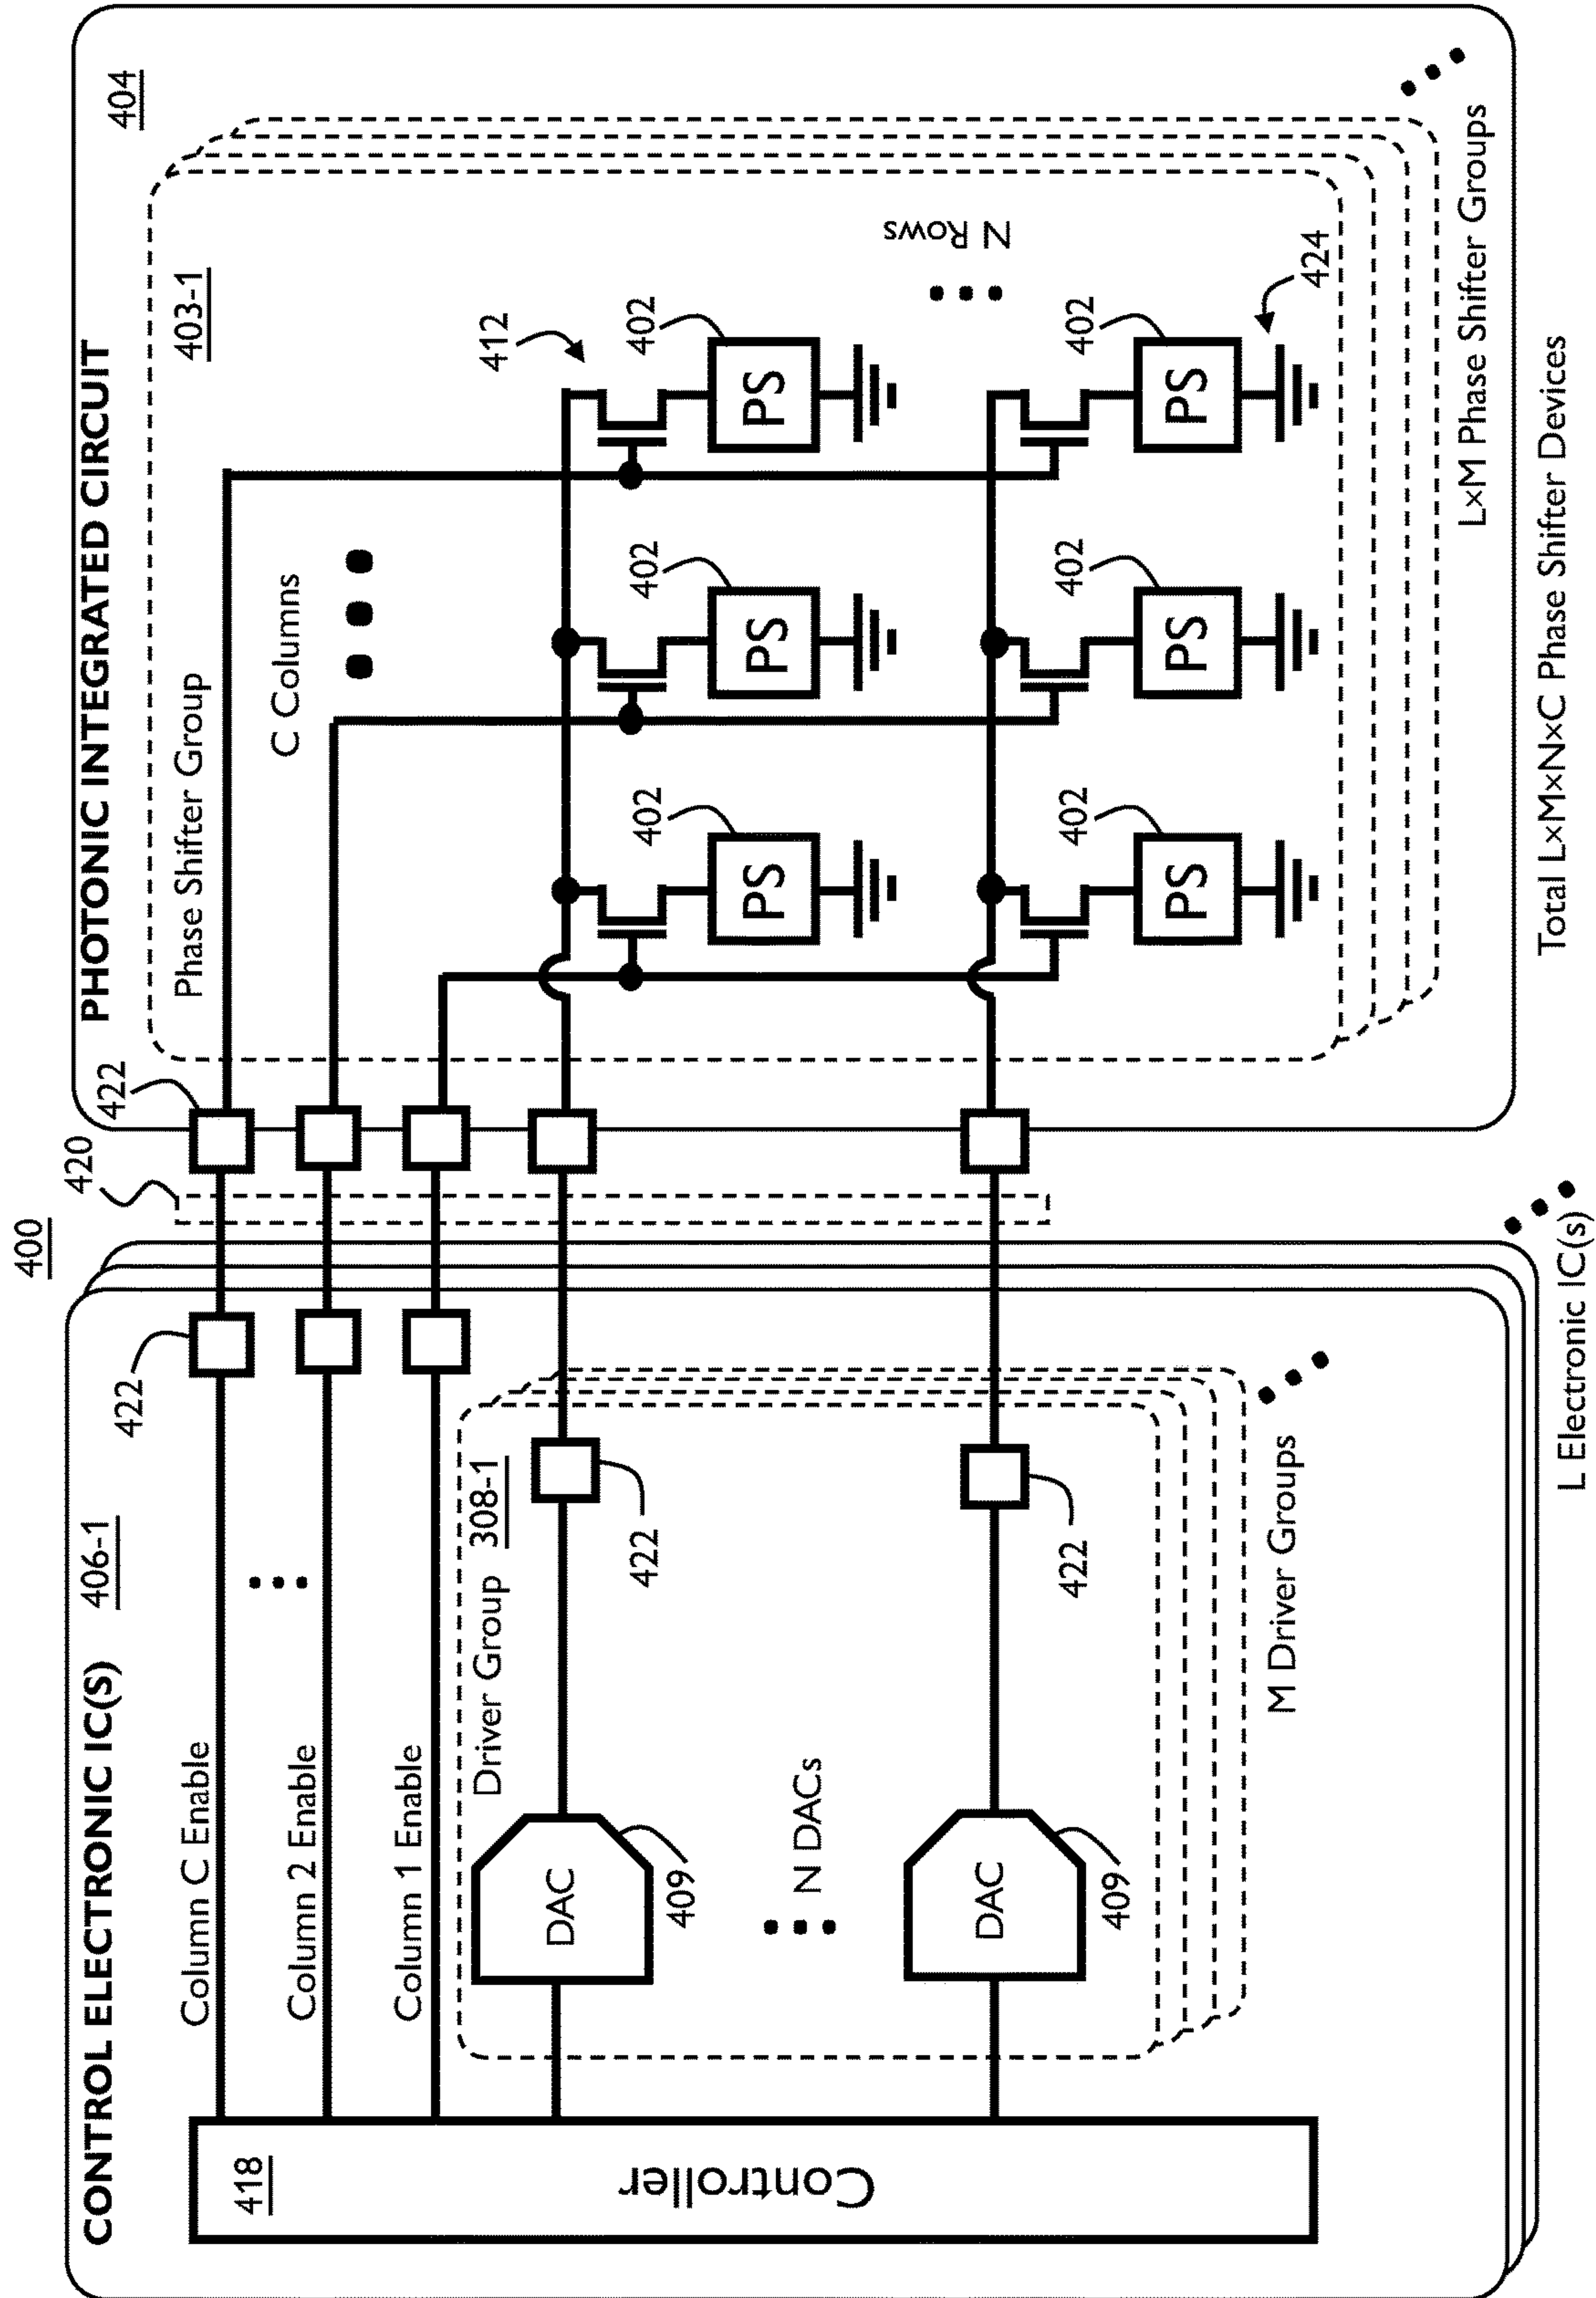 400
CONTROL ELECTRONIC IC(S)
406-1
418
Controller
Column C Enable
Column 2 Enable
Column 1 Enable
422
Driver Group
308-1
DAC
409
422
N DACs
DAC
409
422
M Driver Groups
L Electronic IC(s)
420
422
PHOTONIC INTEGRATED CIRCUIT
404
Phase Shifter Group
403-1
C Columns
412
PS
402
PS
402
PS
402
N Rows
PS
402
PS
402
PS
402
424
L×M Phase Shifter Groups
Total L×M×N×C Phase Shifter Devices